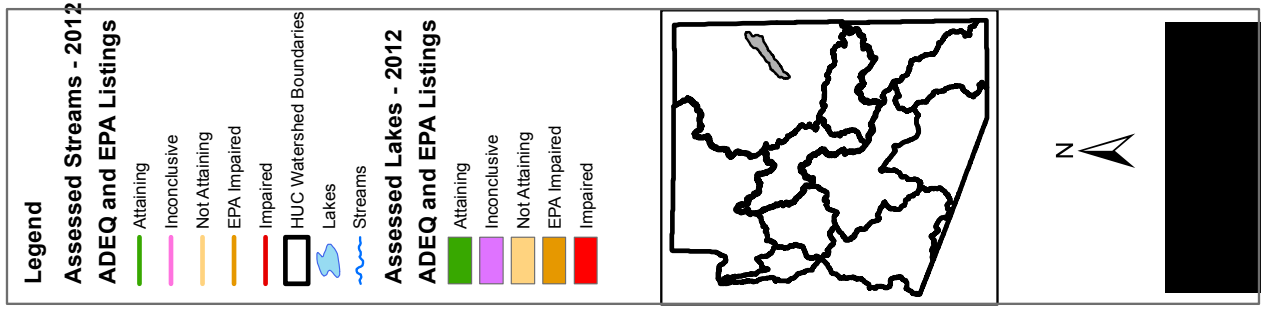 Legend
Assessed Streams - 2012
ADEQ and EPA Listings
Attaining
Inconclusive
Not Attaining
EPA Impaired
Impaired
HUC Watershed Boundaries
Lakes
Streams
Assessed Lakes - 2012
ADEQ and EPA Listings
Attaining
Inconclusive
Not Attaining
EPA Impaired
Impaired
N